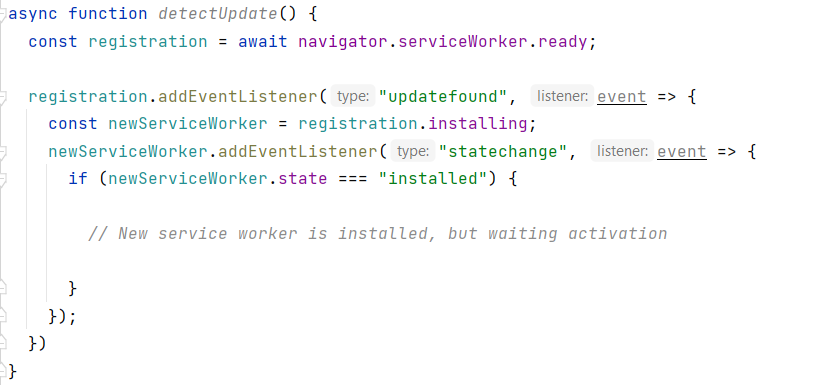 async function detectUpdate() {
const registration = await navigator.serviceWorker.ready;
registration.addEventListener( type: "updatefound", listener: event => {
const newServiceWorker = registration.installing;
newServiceWorker.addEventListener( type: "statechange", listener: event => {
if (newServiceWorker.state === "installed") {
// New service worker is installed, but waiting activation
}
});
})
}